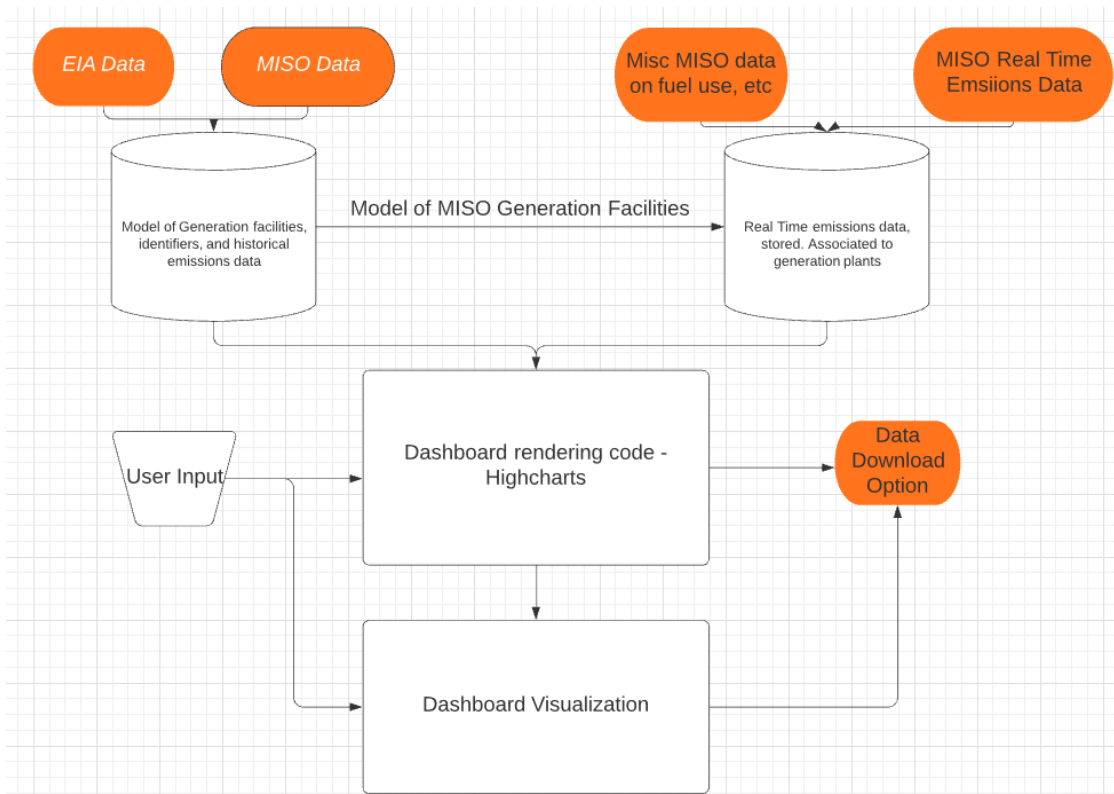 EIA Data
MISO Data
Misc MISO data
on fuel use, etc
MISO Real Time
Emsiions Data
Model of Generation facilities,
identifiers, and historical
emissions data
Model of MISO Generation Facilities
Real Time emissions data,
stored. Associated to
generation plants
User Input
Dashboard rendering code -
Highcharts
Data
Download
Option
Dashboard Visualization